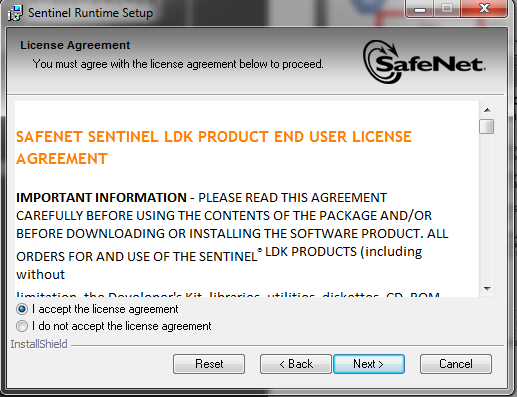 Sentinel Runtime Setup
License Agreement
You must agree with the license agreement below to proceed.
SafeNet.
SAFENET SENTINEL LDK PRODUCT END USER LICENSE
AGREEMENT
IMPORTANT INFORMATION - PLEASE READ THIS AGREEMENT
CAREFULLY BEFORE USING THE CONTENTS OF THE PACKAGE AND/OR
BEFORE DOWNLOADING OR INSTALLING THE SOFTWARE PRODUCT. ALL
ORDERS FOR AND USE OF THE SENTINEL® LDK PRODUCTS (including
without
limitation, the Developer's Kit, libraries, utilities, diskettes, CD_ROM,
I accept the license agreement
I do not accept the license agreement
InstallShield
Reset
< Back
Next >
Cancel